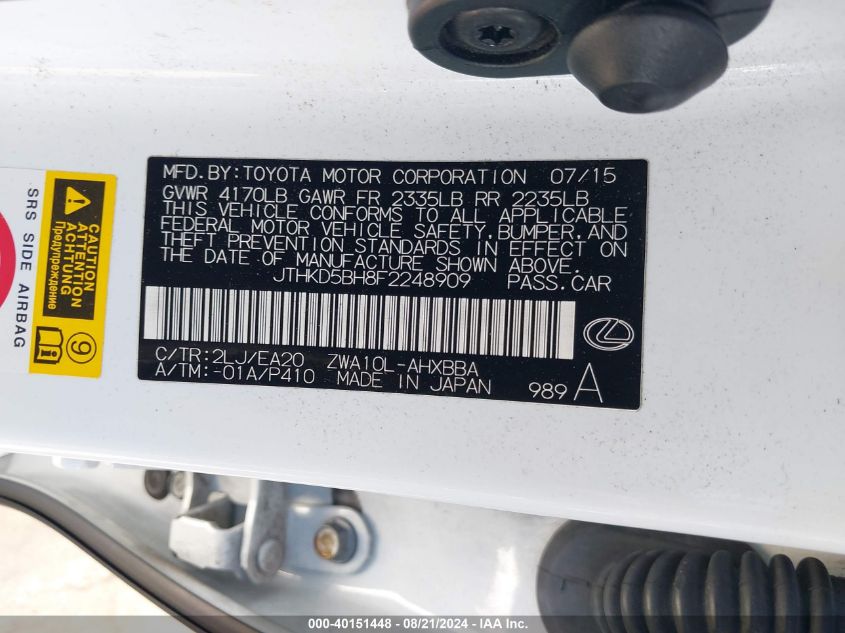 MFD.BY:TOYOTA MOTOR CORPORATION 07/15
GVWR 4170LB GAWR FR 2335LB RR 2235LB
THIS VEHICLE CONFORMS TO ALL APPLICABLE
FEDERAL MOTOR VEHICLE SAFETY,BUMPER,AND
THEFT PREVENTION STANDARDS IN EFFECT ON
THE DATE OF MANUFACTURE SHOWN ABOVE.
JTHKD5BH8F2248909 PASS.CAR
C/TR:2LJ/EA20 ZWA10L-AHXBBA
A/TM:-01A/P410 MADE IN JAPAN
989 A
SRS SIDE AIRBAG
CAUTION
ATTENTION
ACHTUNG
Предупреждение
9
000-40151448 - 08/21/2024 - IAA Inc.